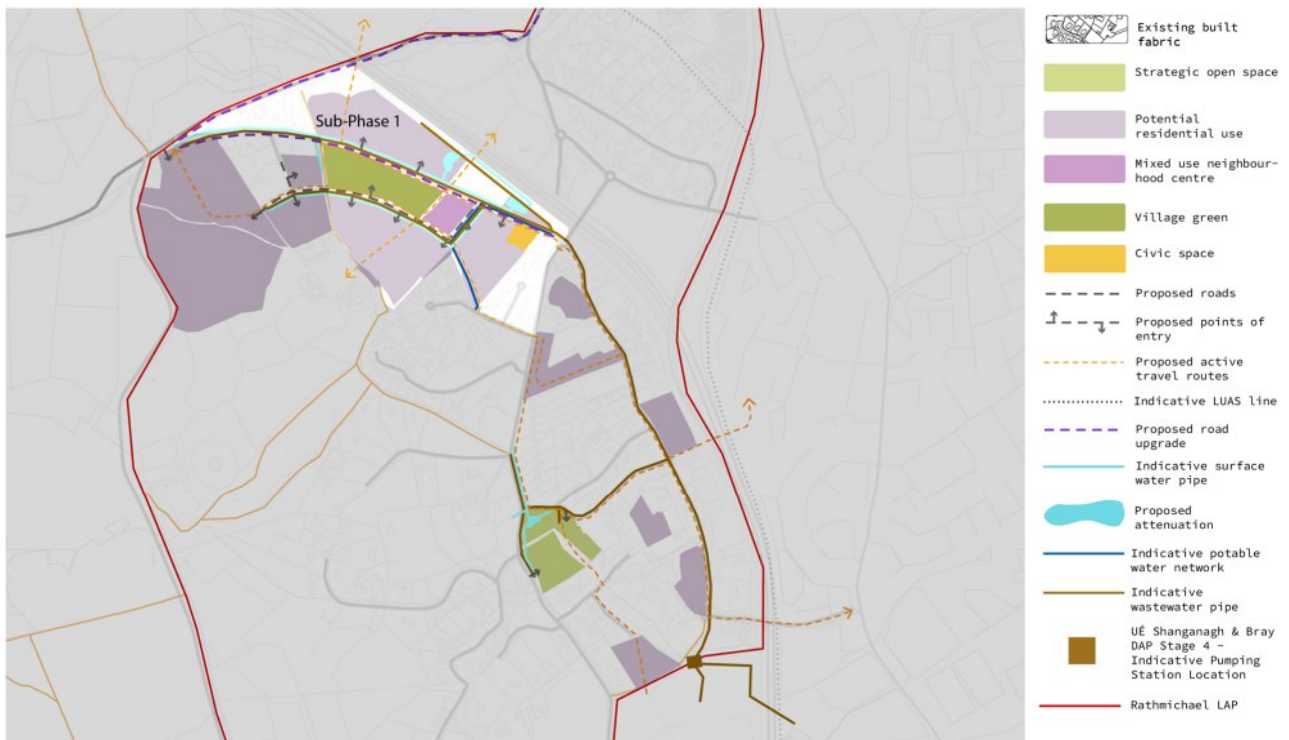 Sub-Phase 1
Existing built
fabric
Strategic open space
Potential
residential use
Mixed use neighbour-
hood centre
Village green
Civic space
Proposed roads
Proposed points of
entry
Proposed active
travel routes
Indicative LUAS line
Proposed road
upgrade
Indicative surface
water pipe
Proposed
attenuation
Indicative potable
water network
Indicative
wastewater pipe
UÉ Shanganagh & Bray
DAP Stage 4 –
Indicative Pumping
Station Location
Rathmichael LAP